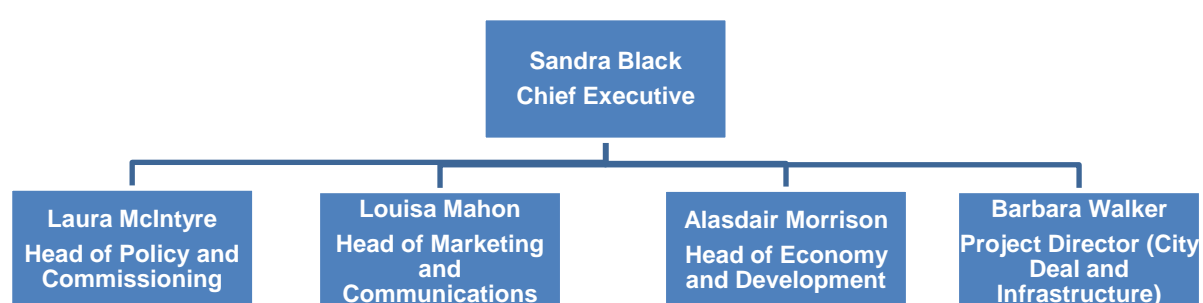 Sandra Black
Chief Executive
Laura McIntyre
Head of Policy and
Commissioning
Louisa Mahon
Head of Marketing
and
Communications
Alasdair Morrison
Head of Economy
and Development
Barbara Walker
Project Director (City
Deal and
Infrastructure)